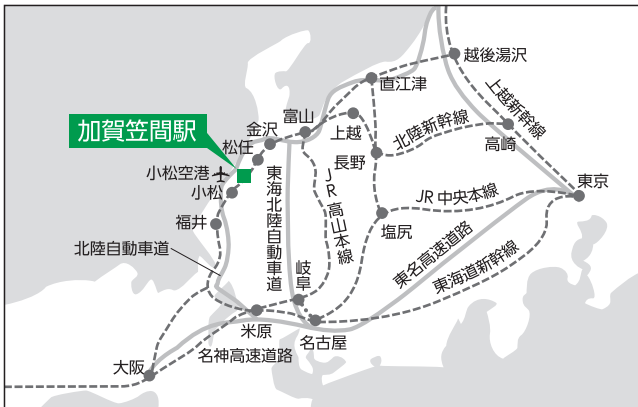 越後湯沢
直江津
上越新幹線
富山
上越
北陸新幹線
金沢
高崎
加賀笠間駅
松任
長野
小松空港
東京
小松
東海北陸自動車道
JR高山本線
JR中央本線
福井
塩尻
東名高速道路
北陸自動車道
東海道新幹線
岐阜
米原
名古屋
名神高速道路
大阪